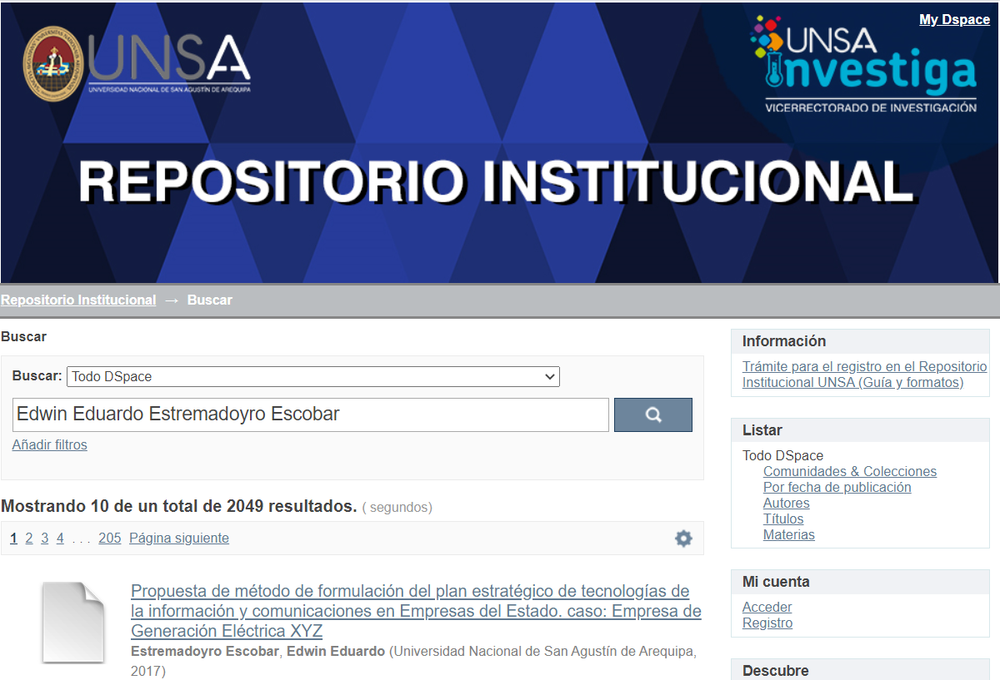 My Dspace
UNSA
UNIVERSIDAD NACIONAL DE SAN AGUSTÍN DE AREQUIPA
UNSA
investiga
VICERRECTORADO DE INVESTIGACIÓN
REPOSITORIO INSTITUCIONAL
Repositorio Institucional → Buscar
Buscar
Buscar: Todo DSpace
Edwin Eduardo Estremadoyro Escobar
Añadir filtros
Mostrando 10 de un total de 2049 resultados. ( segundos)
1 2 3 4 . . . 205 Página siguiente
Propuesta de método de formulación del plan estratégico de tecnologías de
la información y comunicaciones en Empresas del Estado. caso: Empresa de
Generación Eléctrica XYZ
Estremadoyro Escobar, Edwin Eduardo (Universidad Nacional de San Agustín de Arequipa,
2017)
Información
Trámite para el registro en el Repositorio
Institucional UNSA (Guía y formatos)
Listar
Todo DSpace
Comunidades & Colecciones
Por fecha de publicación
Autores
Títulos
Materias
Mi cuenta
Acceder
Registro
Descubre